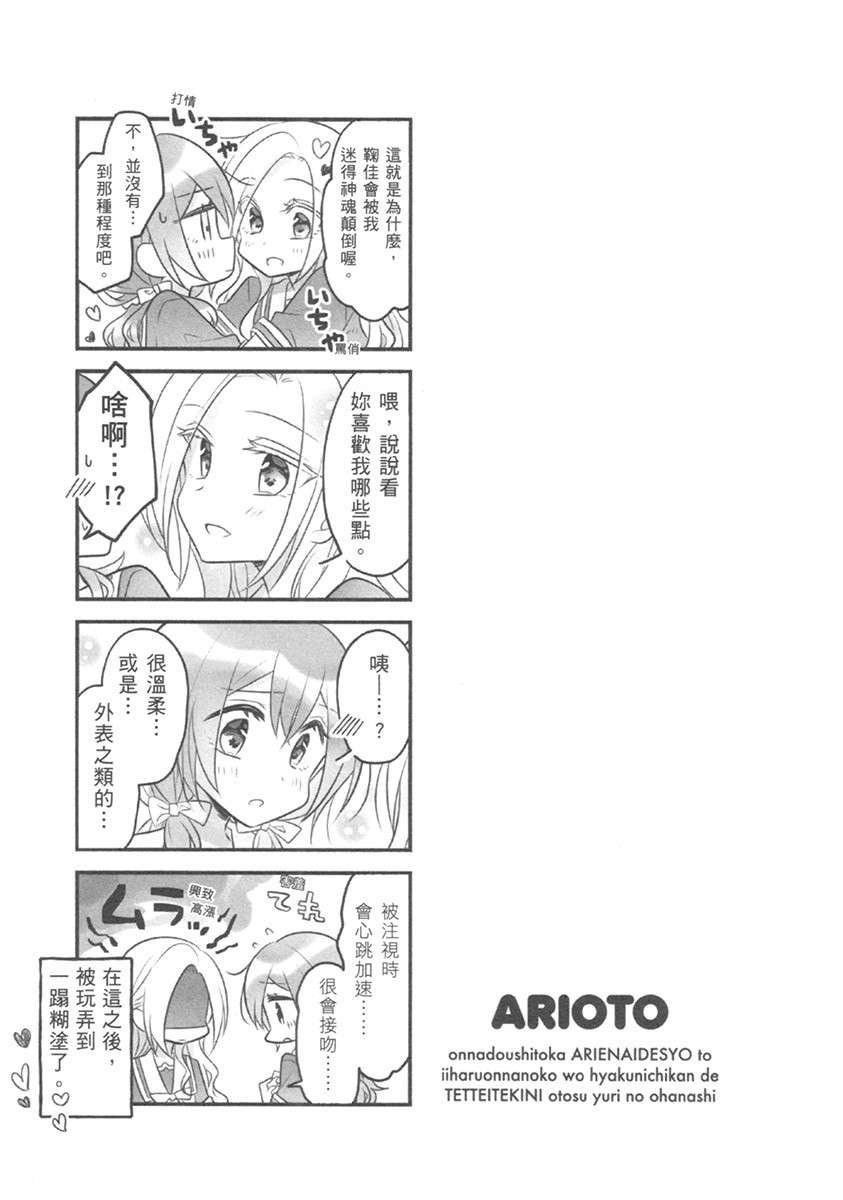 打情
いちゃ
這就是為什麼，
鞠佳會被我
迷得神魂顛倒喔。
不，並沒有…
到那種程度吧。
いちゃ
罵俏
喂，說說看
妳喜歡我哪些點。
啥啊…!?
咦—…？
很溫柔…
或是…
外表之類的…
被注視時
會心跳加速……
很會接吻……
害羞
てれ
興致
高漲
ムラッ
在這之後，
被玩弄到
一蹋糊塗了。
ARIOTO
onnadoushitoka ARIENAIDESYO to
iiharuonnanoko wo hyakunichikan de
TETTEITEKINI otosu yuri no ohanashi